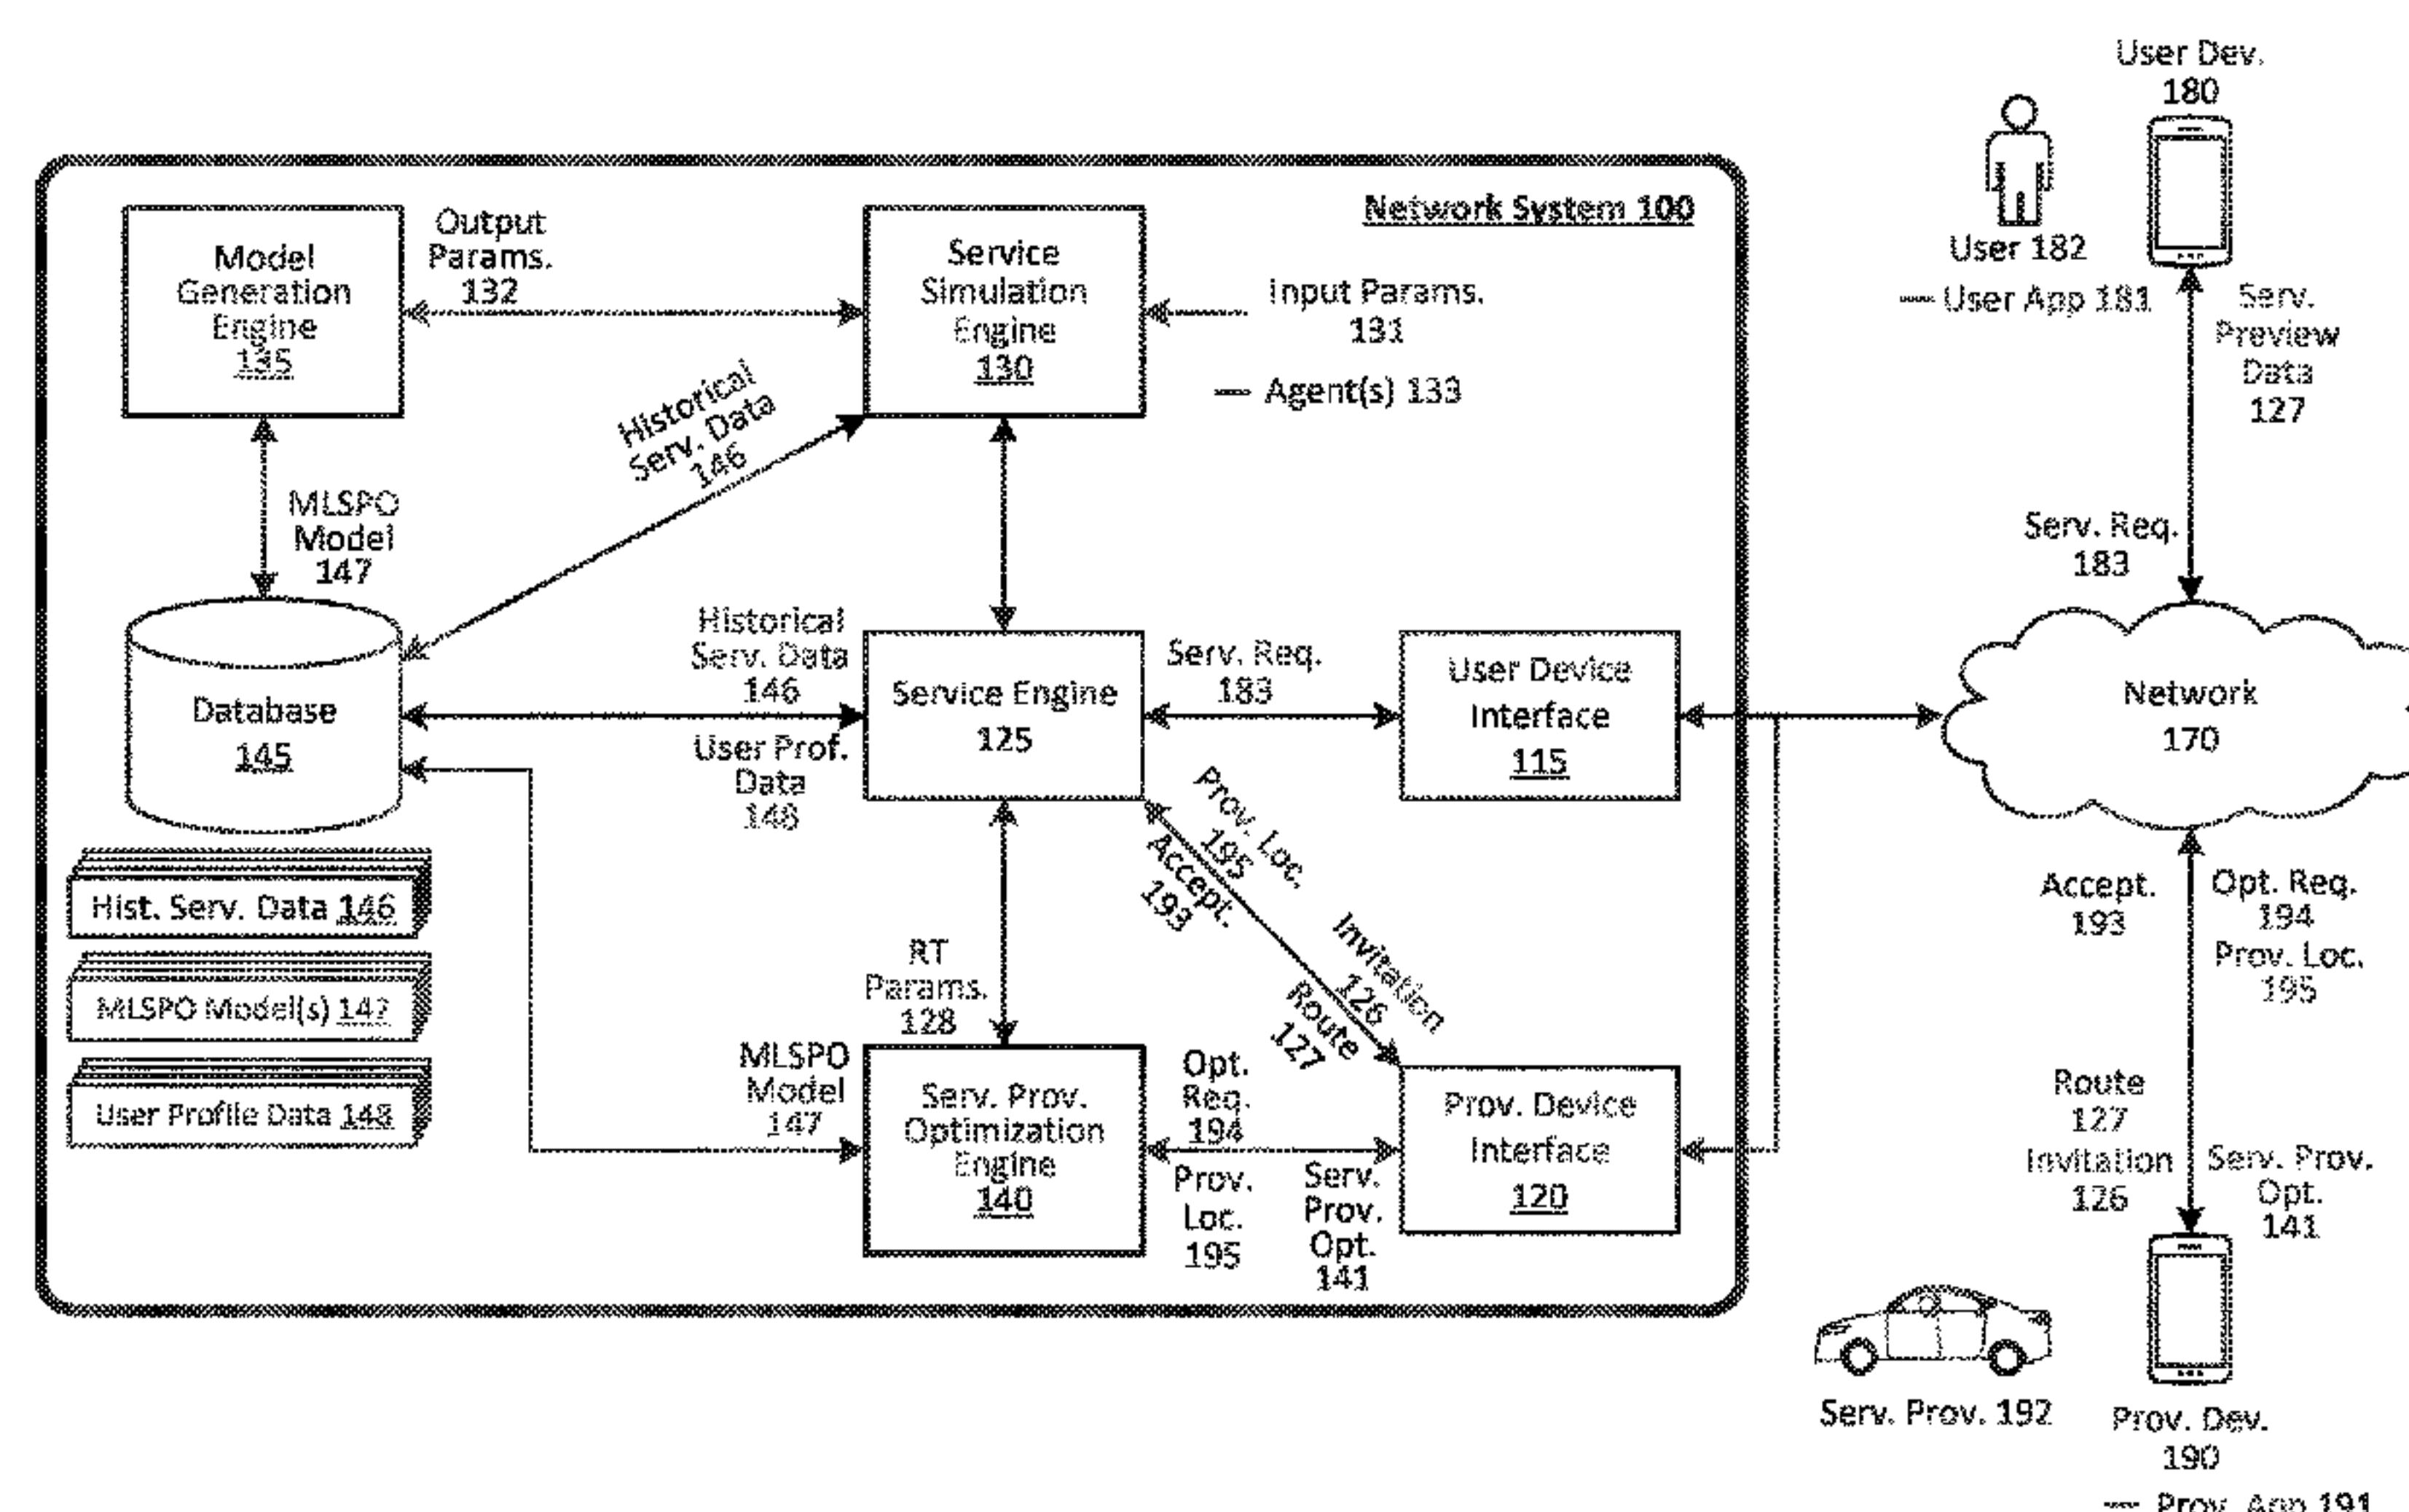 User Dev.
180
User 182
User App 181
Serv.
Preview
Data
127
Serv. Req.
183
Network System 100
Model
Generation
Engine
135
Output
Params.
132
Service
Simulation
Engine
130
Input Params.
131
Agent(s) 133
Historical
Serv. Data
146
MLSPO
Model
147
Database
145
Historical
Serv. Data
146
User Prof.
Data
148
Service Engine
125
Serv. Req.
183
User Device
Interface
115
Network
170
Hist. Serv. Data 146
MLSPO Model(s) 147
User Profile Data 148
Prov. Loc.
195
Accept.
193
Invitation
126
Route
127
RT
Params.
128
MLSPO
Model
147
Serv. Prov.
Optimization
Engine
140
Opt.
Req.
194
Prov.
Loc.
195
Serv.
Prov.
Opt.
141
Prov. Device
Interface
120
Accept.
193
Opt. Req.
194
Prov. Loc.
195
Route
127
Invitation
126
Serv. Prov.
Opt.
141
Serv. Prov. 192
Prov. Dev.
190
Prov. App 191